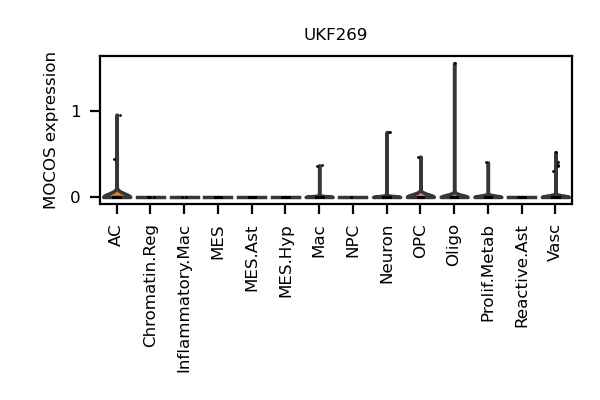 UKF269
MOCOS expression
1
0
AC
Chromatin.Reg
Inflammatory.Mac
MES
MES.Ast
MES.Hyp
Mac
NPC
Neuron
OPC
Oligo
Prolif.Metab
Reactive.Ast
Vasc